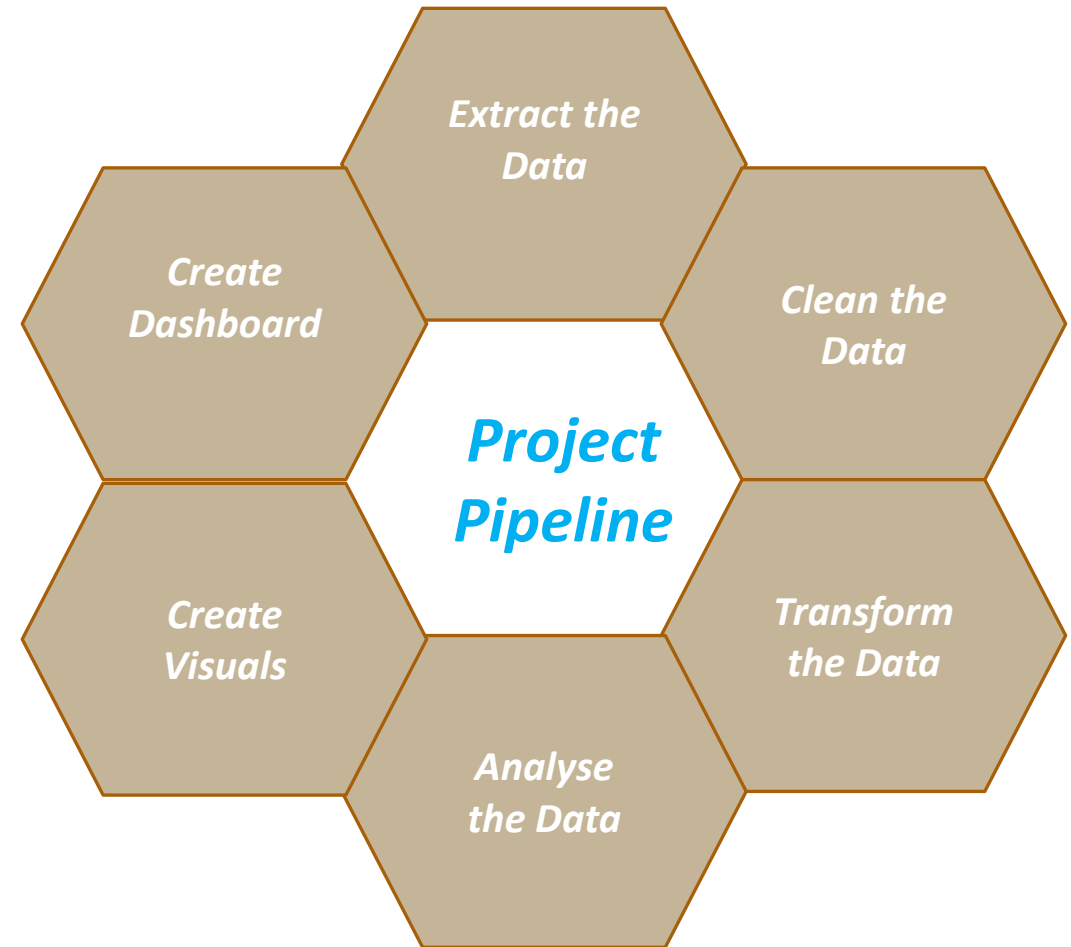 Extract the
Data
Clean the
Data
Transform
the Data
Analyse
the Data
Create
Visuals
Create
Dashboard
Project
Pipeline